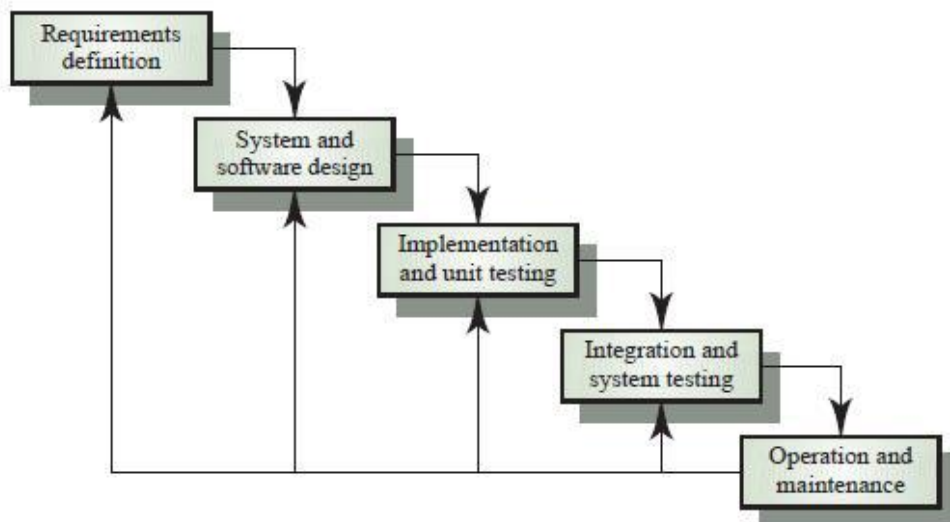 Requirements
definition
System and
software design
Implementation
and unit testing
Integration and
system testing
Operation and
maintenance